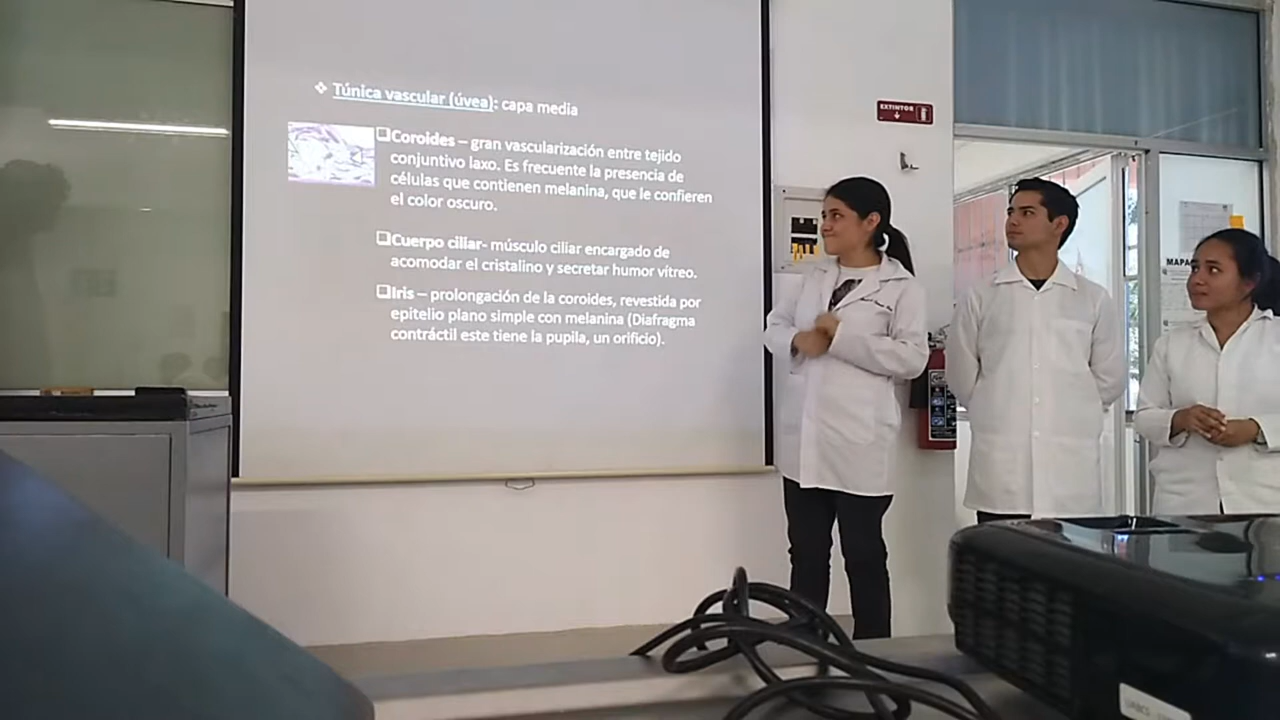 ❖ Túnica vascular (úvea): capa media
❑Coroides – gran vascularización entre tejido
conjuntivo laxo. Es frecuente la presencia de
células que contienen melanina, que le confieren
el color oscuro.
❑Cuerpo ciliar- músculo ciliar encargado de
acomodar el cristalino y secretar humor vítreo.
❑Iris – prolongación de la coroides, revestida por
epitelio plano simple con melanina (Diafragma
contráctil este tiene la pupila, un orificio).
EXTINTOR